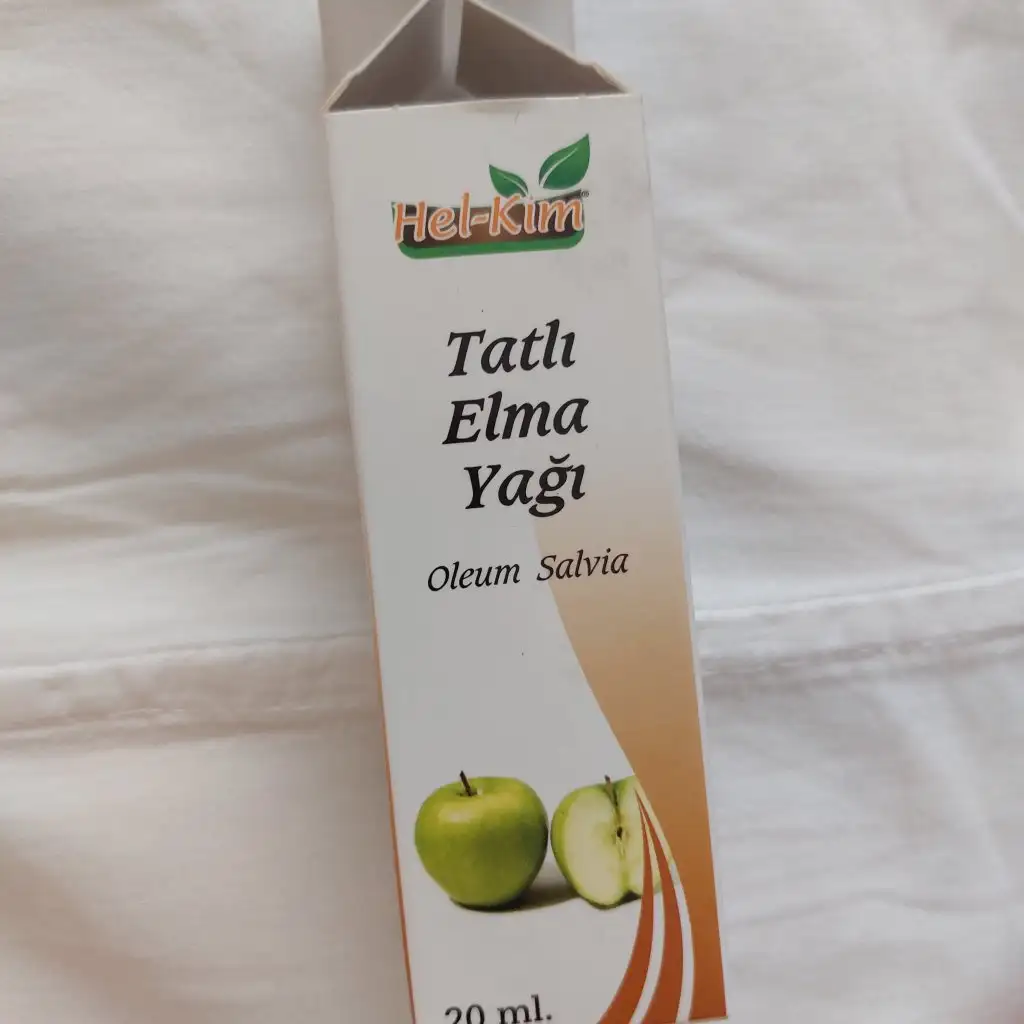 Hel-Kim®
Tatlı
Elma
Yağı
Oleum Salvia
20 ml.